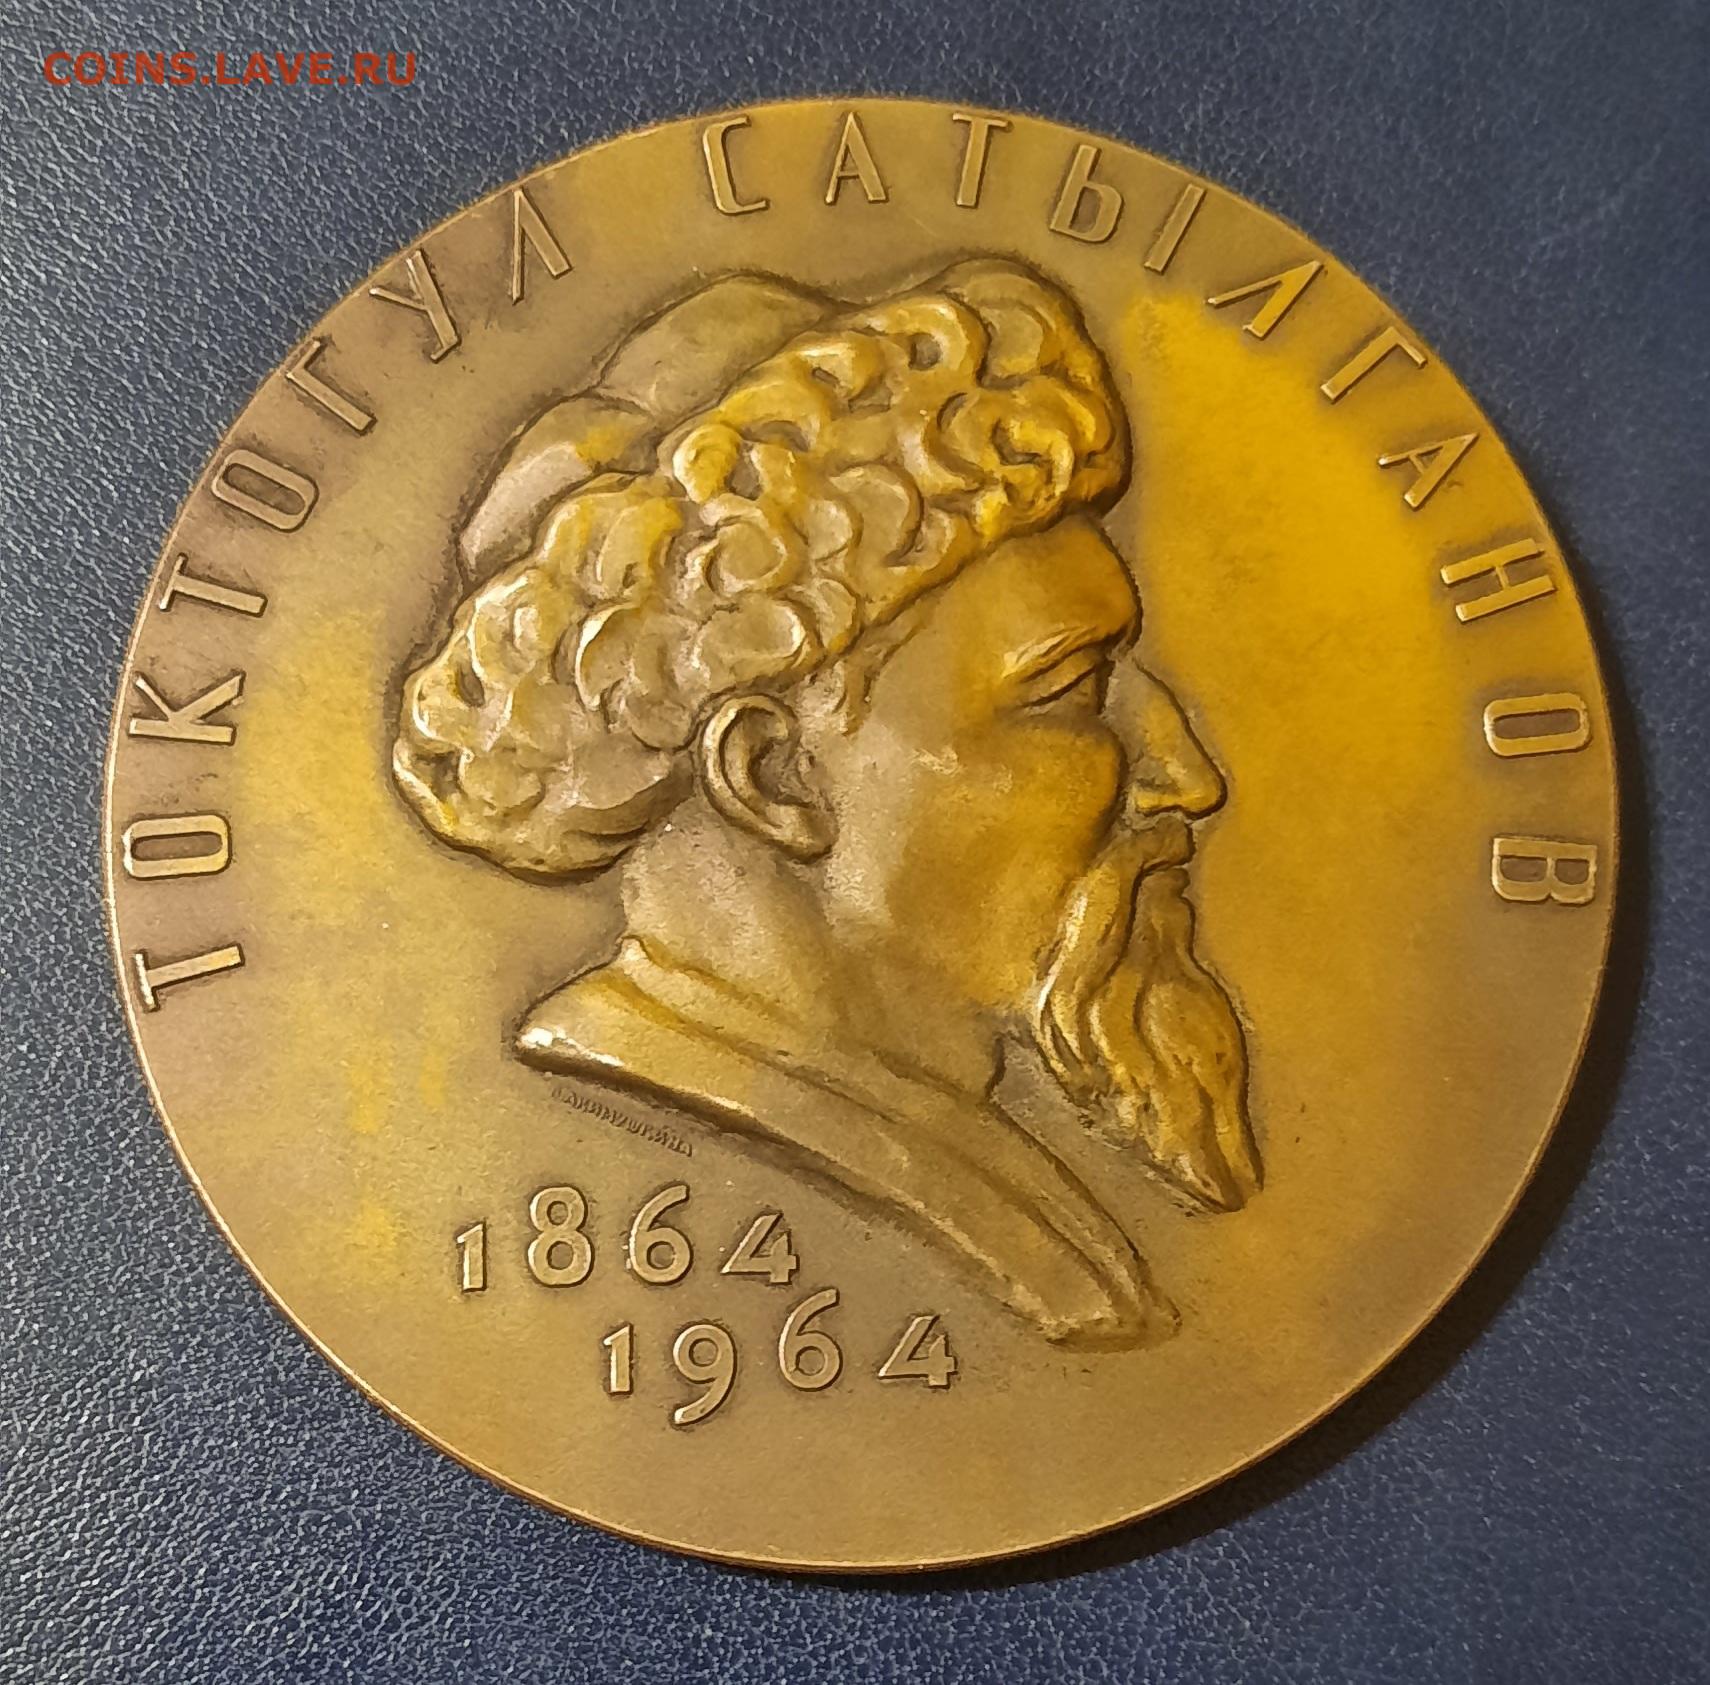 COINS.LAVE.RU
ТОКТОГУЛ САТЫЛГАНОВ
1864
1964